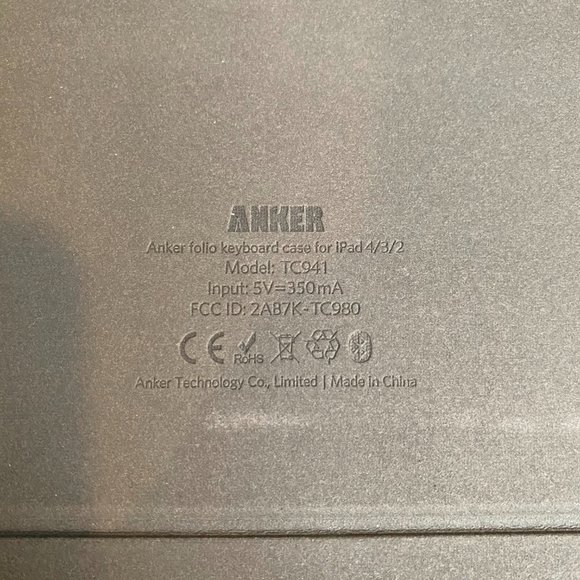 ANKER
Anker folio keyboard case for iPad 4/3/2
Model: TC941
Input: 5V=350mA
FCC ID: 2AB7K-TC980
CE RoHS
Anker Technology Co., Limited | Made in China